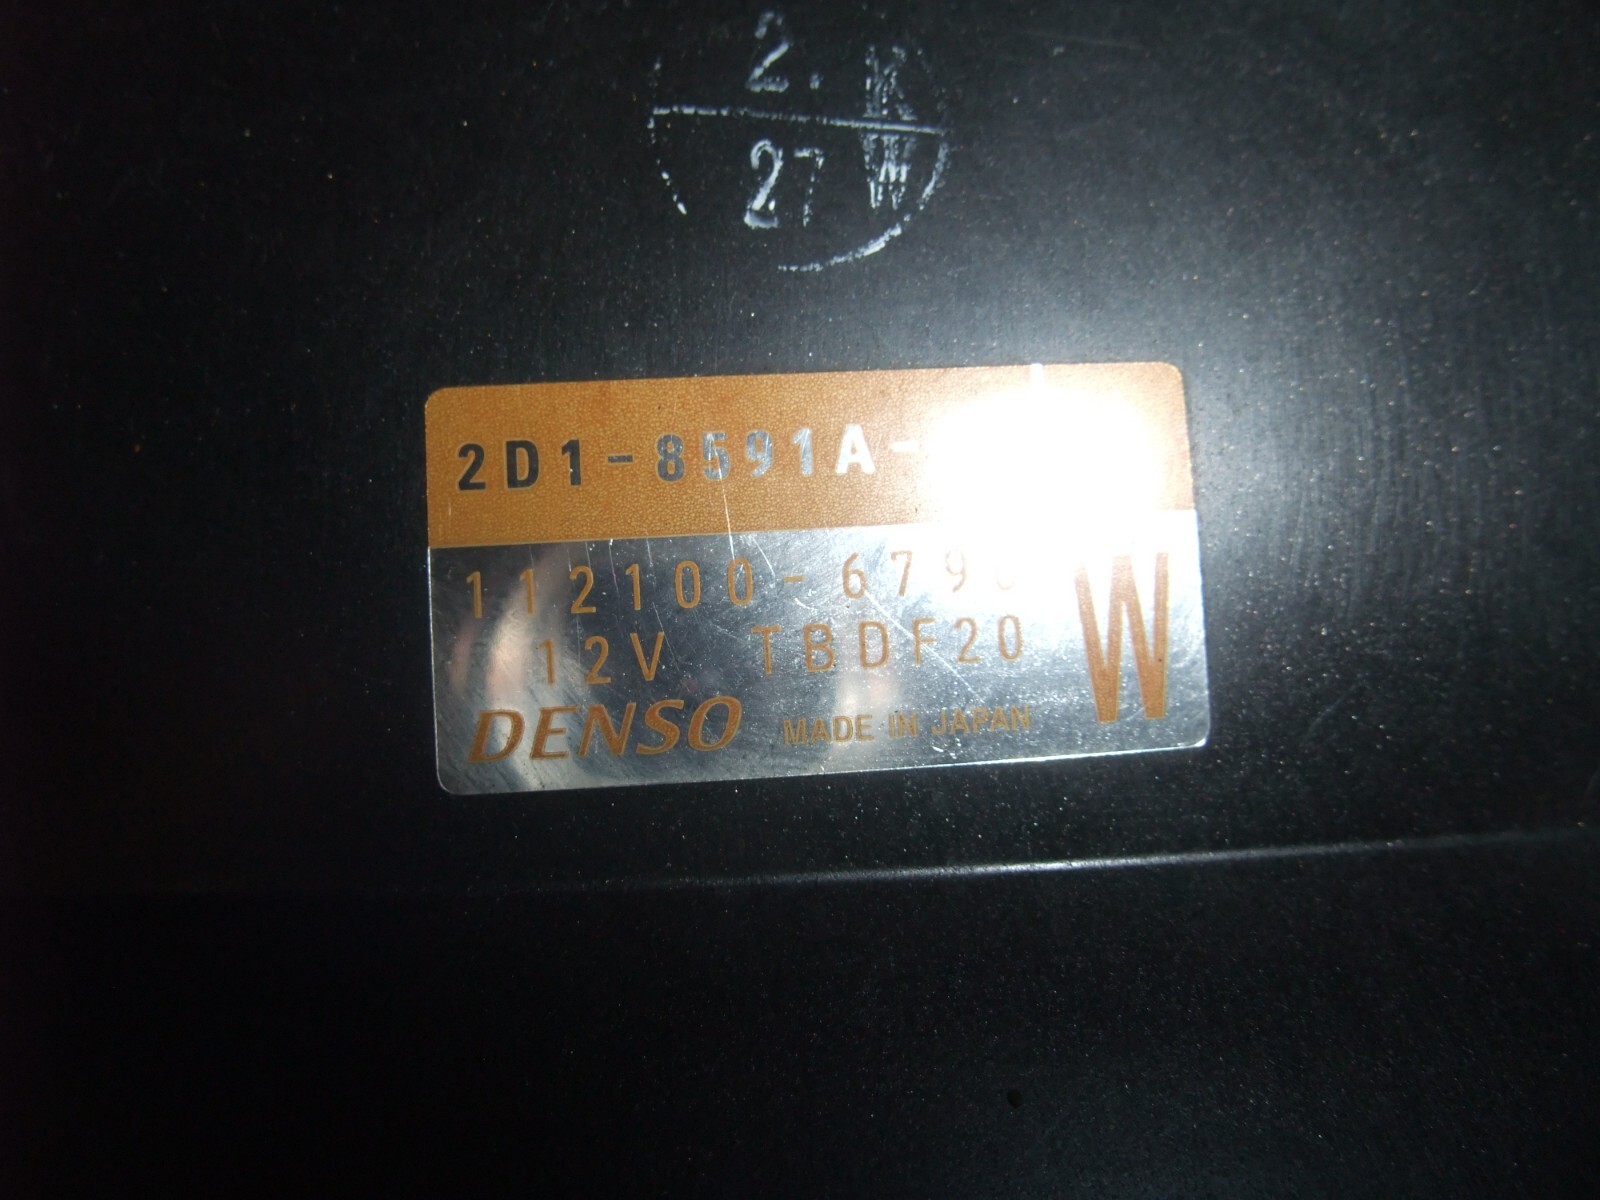 2. K
27 W
2D1-8591A-
112100-679
12V TBDF20
W
DENSO MADE IN JAPAN